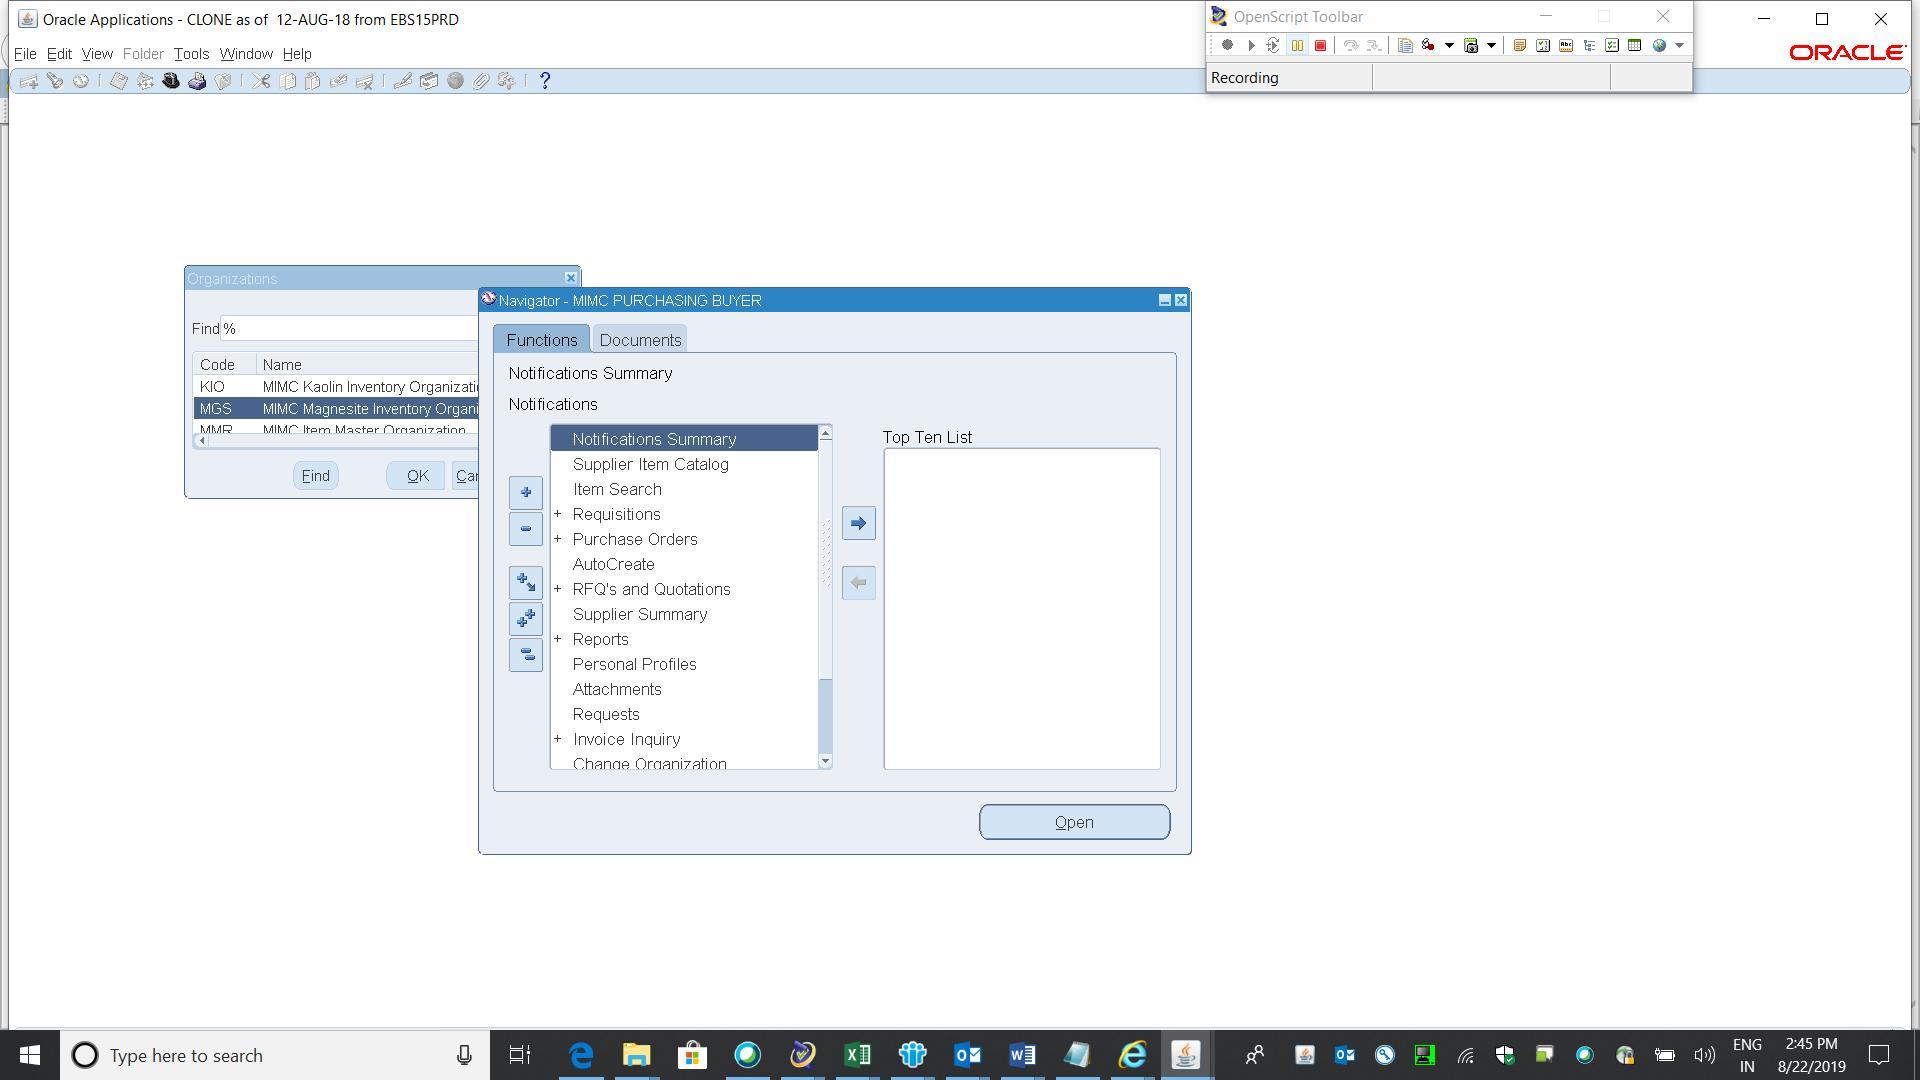 Oracle Applications - CLONE as of  12-AUG-18 from EBS15PRD
OpenScript Toolbar
File Edit View Folder Tools Window Help
ORACLE
Recording
Organizations
Find %
Code Name
KIO MIMC Kaolin Inventory Organizati
MGS MIMC Magnesite Inventory Organi
MMR MIMC Item Master Organization
Find OK Can
Navigator - MIMC PURCHASING BUYER
Functions Documents
Notifications Summary
Notifications
Notifications Summary
Supplier Item Catalog
Item Search
+ Requisitions
+ Purchase Orders
AutoCreate
+ RFQ's and Quotations
Supplier Summary
+ Reports
Personal Profiles
Attachments
Requests
+ Invoice Inquiry
Change Organization
Top Ten List
Open
Type here to search
ENG
IN
2:45 PM
8/22/2019